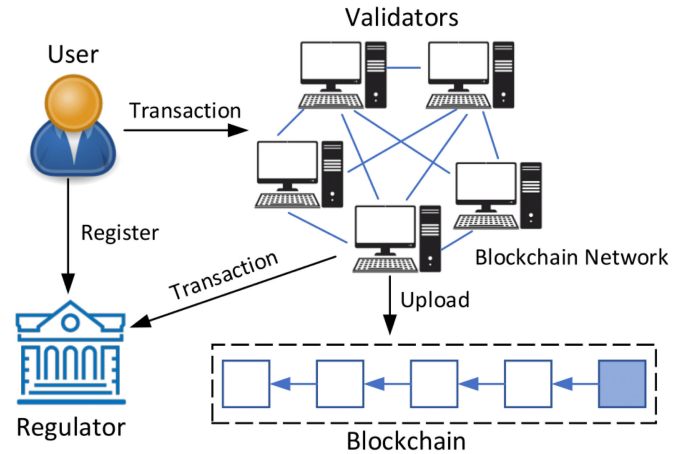 Validators
User
Transaction
Register
Blockchain Network
Transaction
Upload
Regulator
Blockchain